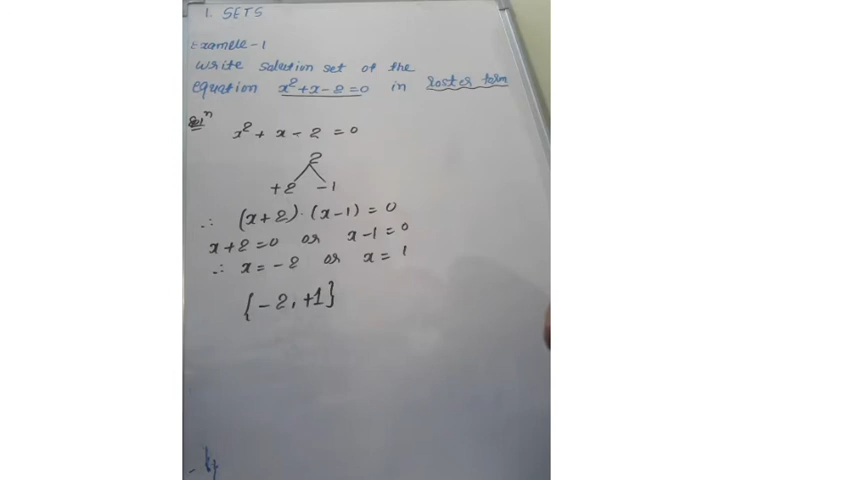 1. SETS
Example-1
Write solution set of the
equation x²+x-2=0 in roster form
Solⁿ
x²+x-2=0
2
+2 -1
∴ (x+2)·(x-1)=0
x+2=0 or x-1=0
∴ x=-2 or x=1
{-2,+1}